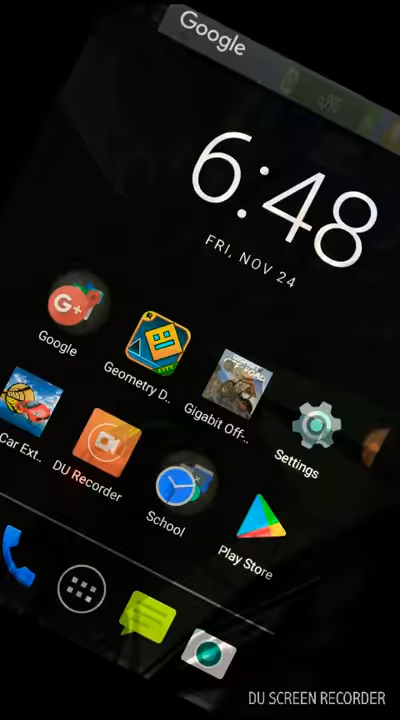 Google
6:48
FRI, NOV 24
Google
Geometry D..
Gigabit Off-..
Settings
Car Ext..
DU Recorder
School
Play Store
DU SCREEN RECORDER